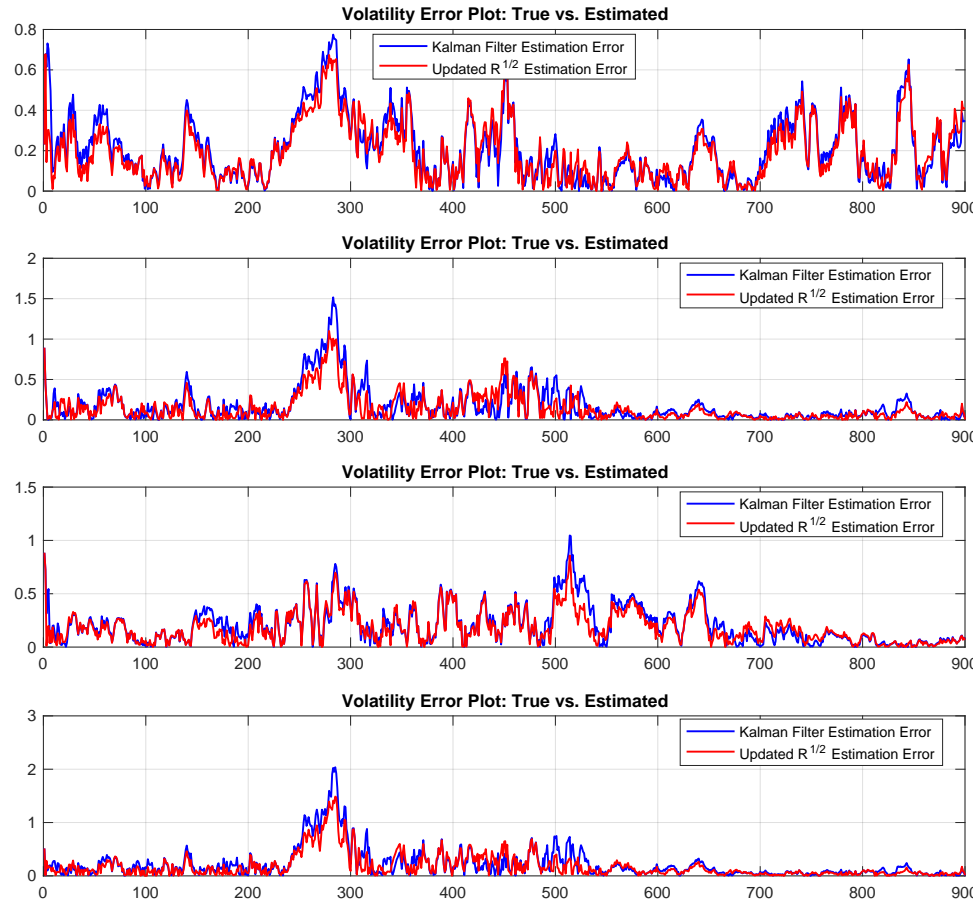 Volatility Error Plot: True vs. Estimated
0.8
0.6
0.4
0.2
0
Kalman Filter Estimation Error
Updated R^{1/2} Estimation Error
0 100 200 300 400 500 600 700 800 900
Volatility Error Plot: True vs. Estimated
2
1.5
1
0.5
0
Kalman Filter Estimation Error
Updated R^{1/2} Estimation Error
0 100 200 300 400 500 600 700 800 900
Volatility Error Plot: True vs. Estimated
1.5
1
0.5
0
Kalman Filter Estimation Error
Updated R^{1/2} Estimation Error
0 100 200 300 400 500 600 700 800 900
Volatility Error Plot: True vs. Estimated
3
2
1
0
Kalman Filter Estimation Error
Updated R^{1/2} Estimation Error
0 100 200 300 400 500 600 700 800 900